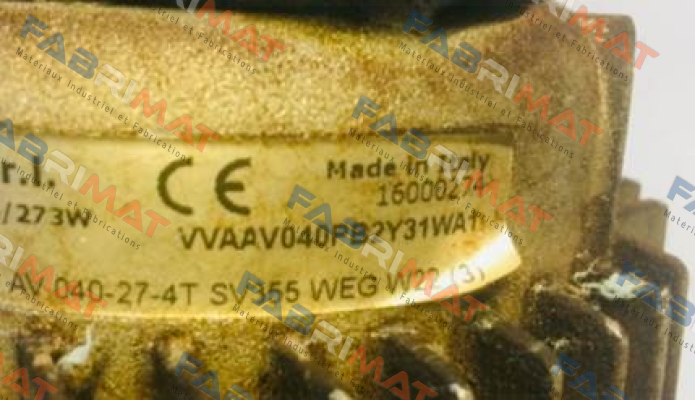 r.l. CE Made in Italy
/273W 1600027
VVAAV040PB2Y31WA1
AV 040-27-4T SV355 WEG W22 (3)
FABRIMAT
Matériaux Industriel et Fabrications